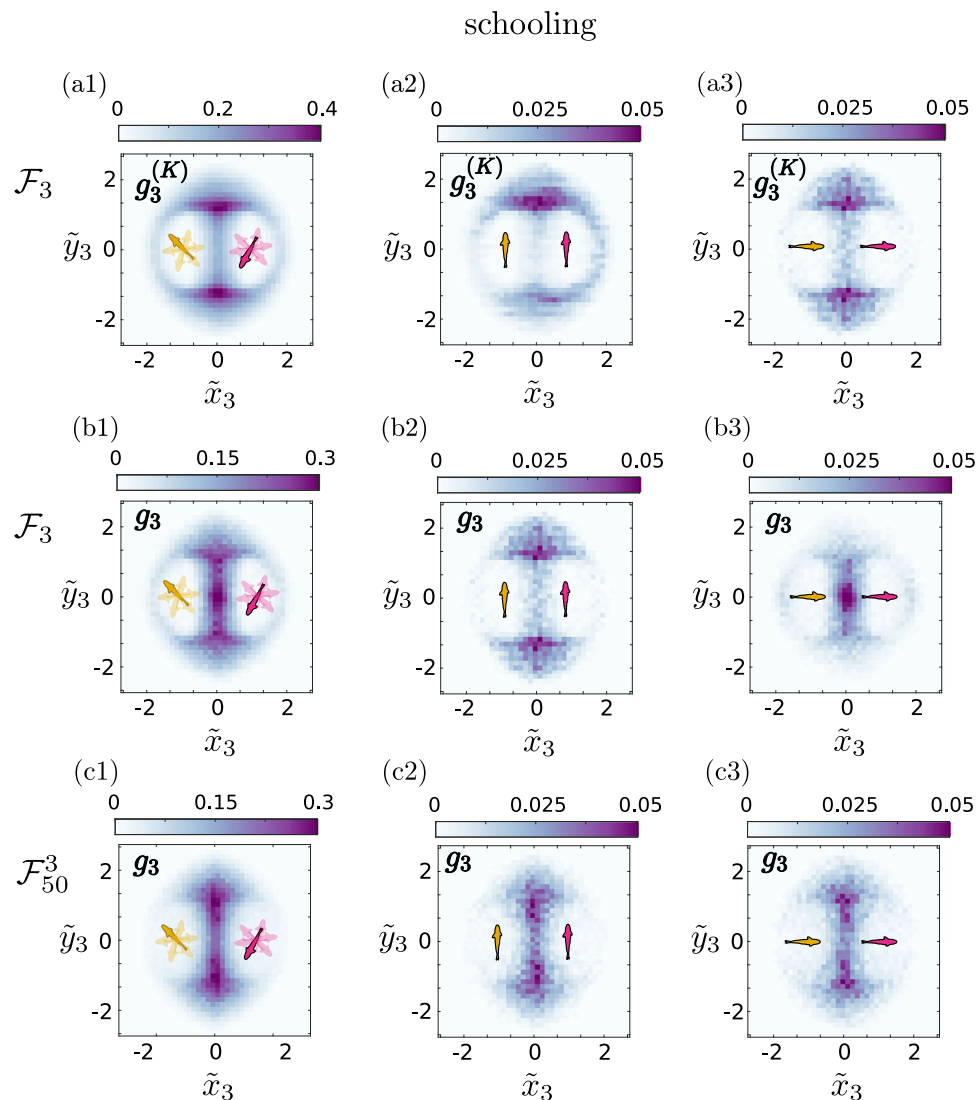 schooling
(a1) (a2) (a3)
0 0.2 0.4 0 0.025 0.05 0 0.025 0.05
𝓕₃ g₃⁽ᴷ⁾ g₃⁽ᴷ⁾ g₃⁽ᴷ⁾
2 2 2
ỹ₃ 0 ỹ₃ 0 ỹ₃ 0
-2 -2 -2
-2 0 2 -2 0 2 -2 0 2
x̃₃ x̃₃ x̃₃
(b1) (b2) (b3)
0 0.15 0.3 0 0.025 0.05 0 0.025 0.05
𝓕₃ g₃ g₃ g₃
2 2 2
ỹ₃ 0 ỹ₃ 0 ỹ₃ 0
-2 -2 -2
-2 0 2 -2 0 2 -2 0 2
x̃₃ x̃₃ x̃₃
(c1) (c2) (c3)
0 0.15 0.3 0 0.025 0.05 0 0.025 0.05
𝓕³₅₀ g₃ g₃ g₃
2 2 2
ỹ₃ 0 ỹ₃ 0 ỹ₃ 0
-2 -2 -2
-2 0 2 -2 0 2 -2 0 2
x̃₃ x̃₃ x̃₃